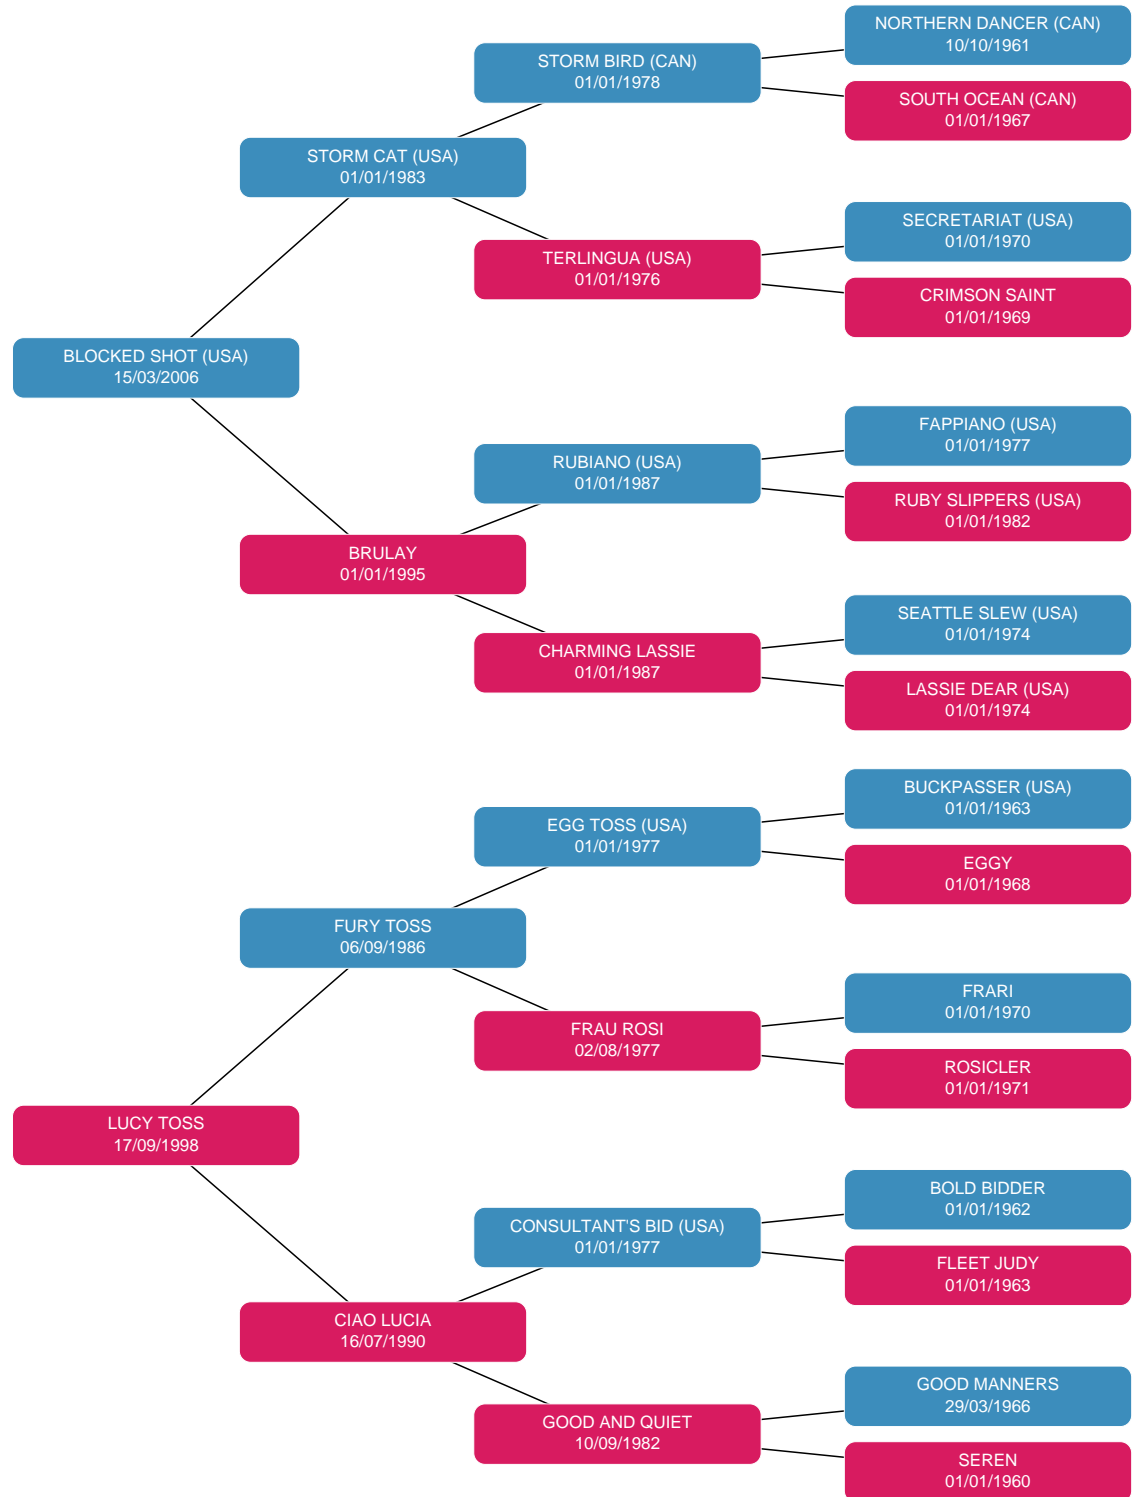 NORTHERN DANCER (CAN)
10/10/1961
STORM BIRD (CAN)
01/01/1978
SOUTH OCEAN (CAN)
01/01/1967
STORM CAT (USA)
01/01/1983
SECRETARIAT (USA)
01/01/1970
TERLINGUA (USA)
01/01/1976
CRIMSON SAINT
01/01/1969
BLOCKED SHOT (USA)
15/03/2006
FAPPIANO (USA)
01/01/1977
RUBIANO (USA)
01/01/1987
RUBY SLIPPERS (USA)
01/01/1982
BRULAY
01/01/1995
SEATTLE SLEW (USA)
01/01/1974
CHARMING LASSIE
01/01/1987
LASSIE DEAR (USA)
01/01/1974
BUCKPASSER (USA)
01/01/1963
EGG TOSS (USA)
01/01/1977
EGGY
01/01/1968
FURY TOSS
06/09/1986
FRARI
01/01/1970
FRAU ROSI
02/08/1977
ROSICLER
01/01/1971
LUCY TOSS
17/09/1998
BOLD BIDDER
01/01/1962
CONSULTANT'S BID (USA)
01/01/1977
FLEET JUDY
01/01/1963
CIAO LUCIA
16/07/1990
GOOD MANNERS
29/03/1966
GOOD AND QUIET
10/09/1982
SEREN
01/01/1960